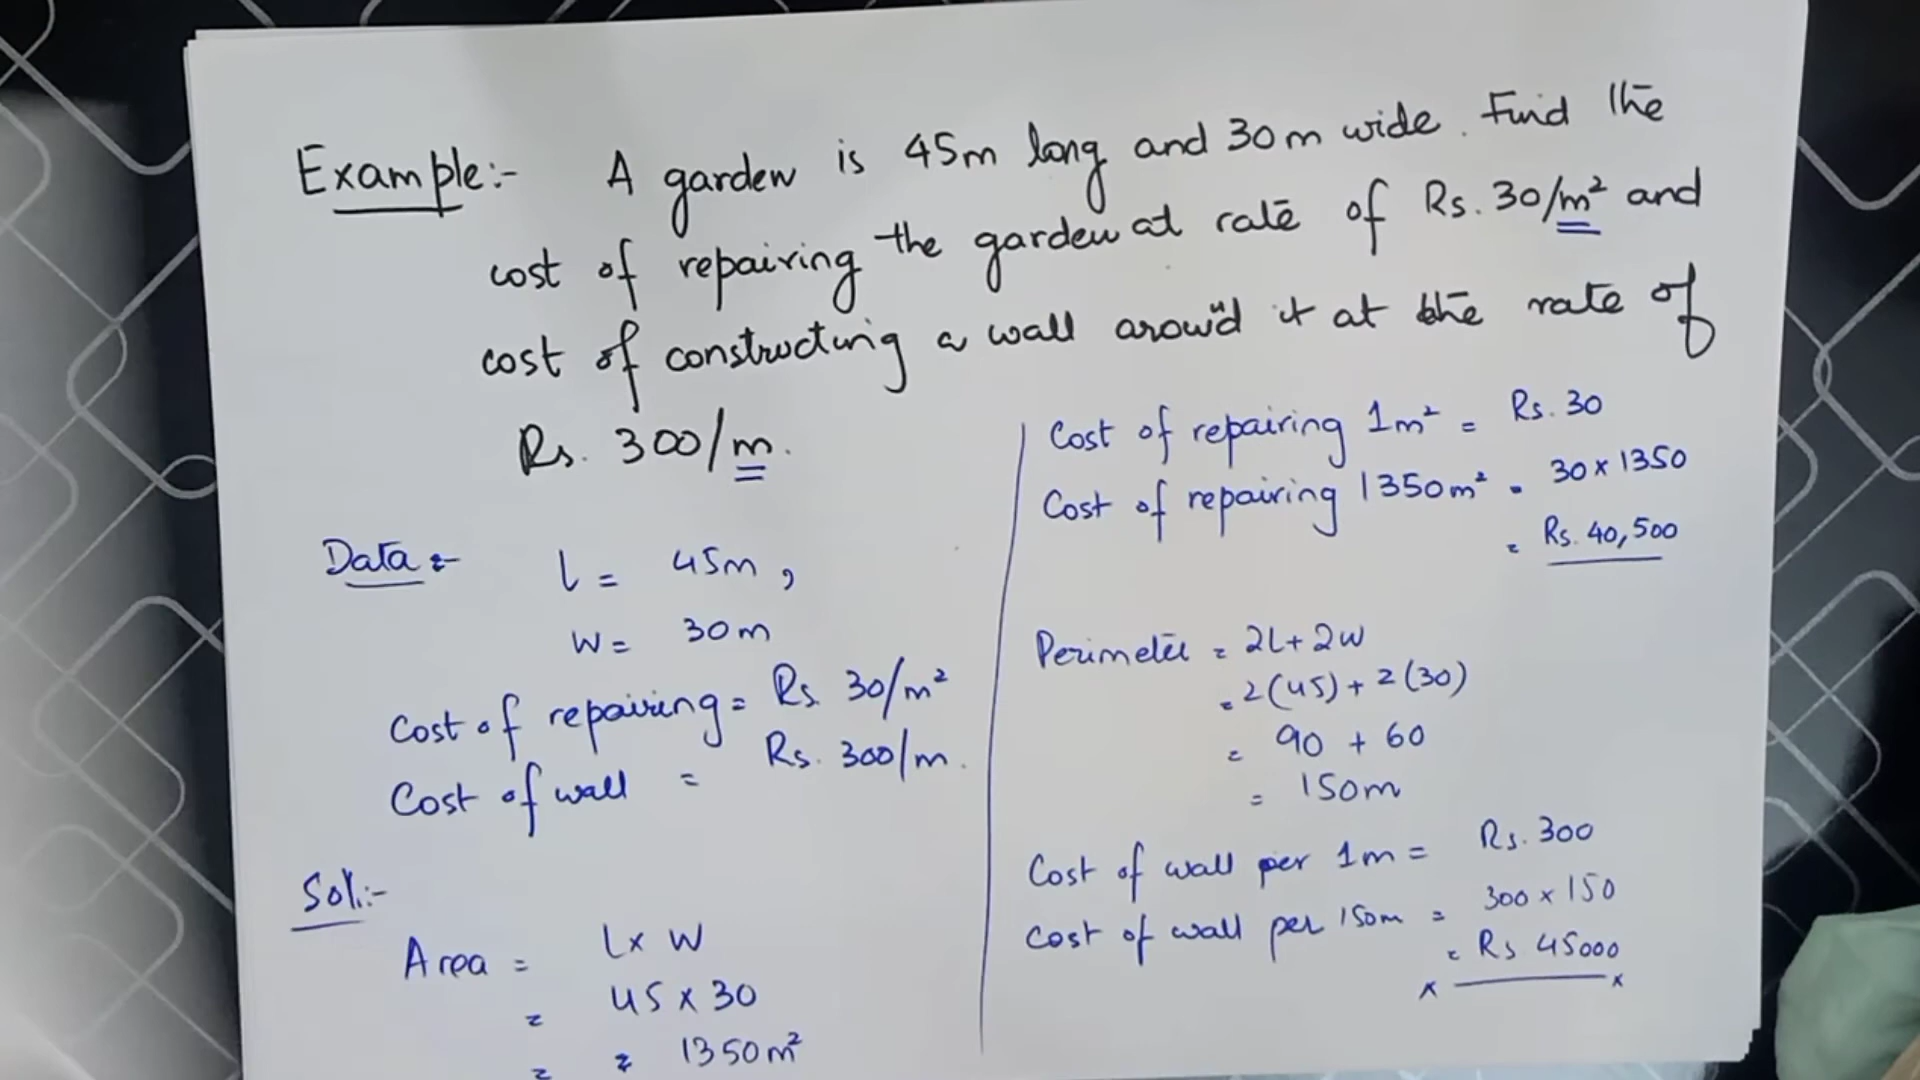 Example:- A garden is 45m long and 30m wide. Find the
cost of repairing the garden at rate of Rs. 30/m² and
cost of constructing a wall around it at the rate of
Rs. 300/m.
Data:- l = 45m,
W = 30m
Cost of repairing = Rs. 30/m²
Cost of wall = Rs. 300/m.
Sol:-
Area = L x W
= 45 x 30
= = 1350m²
Cost of repairing 1m² = Rs. 30
Cost of repairing 1350m² = 30 x 1350
= Rs. 40,500
Perimeter = 2L + 2W
= 2(45) + 2(30)
= 90 + 60
= 150m
Cost of wall per 1m = Rs. 300
Cost of wall per 150m = 300 x 150
= Rs 45000
x x